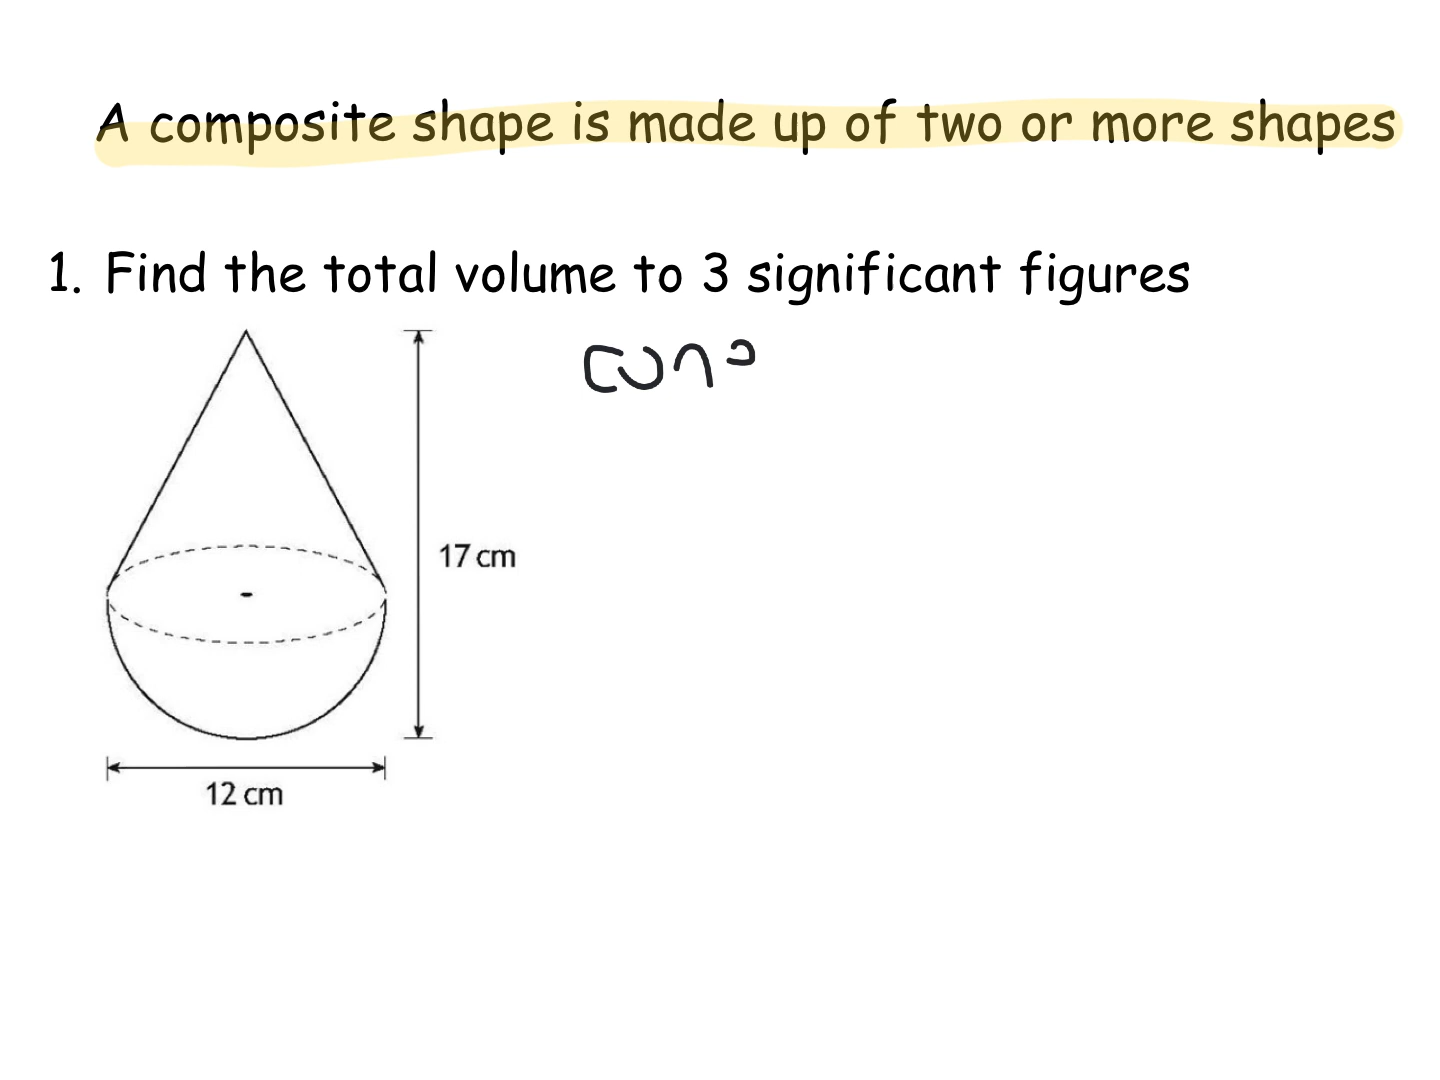 A composite shape is made up of two or more shapes
1. Find the total volume to 3 significant figures
con
17 cm
12 cm